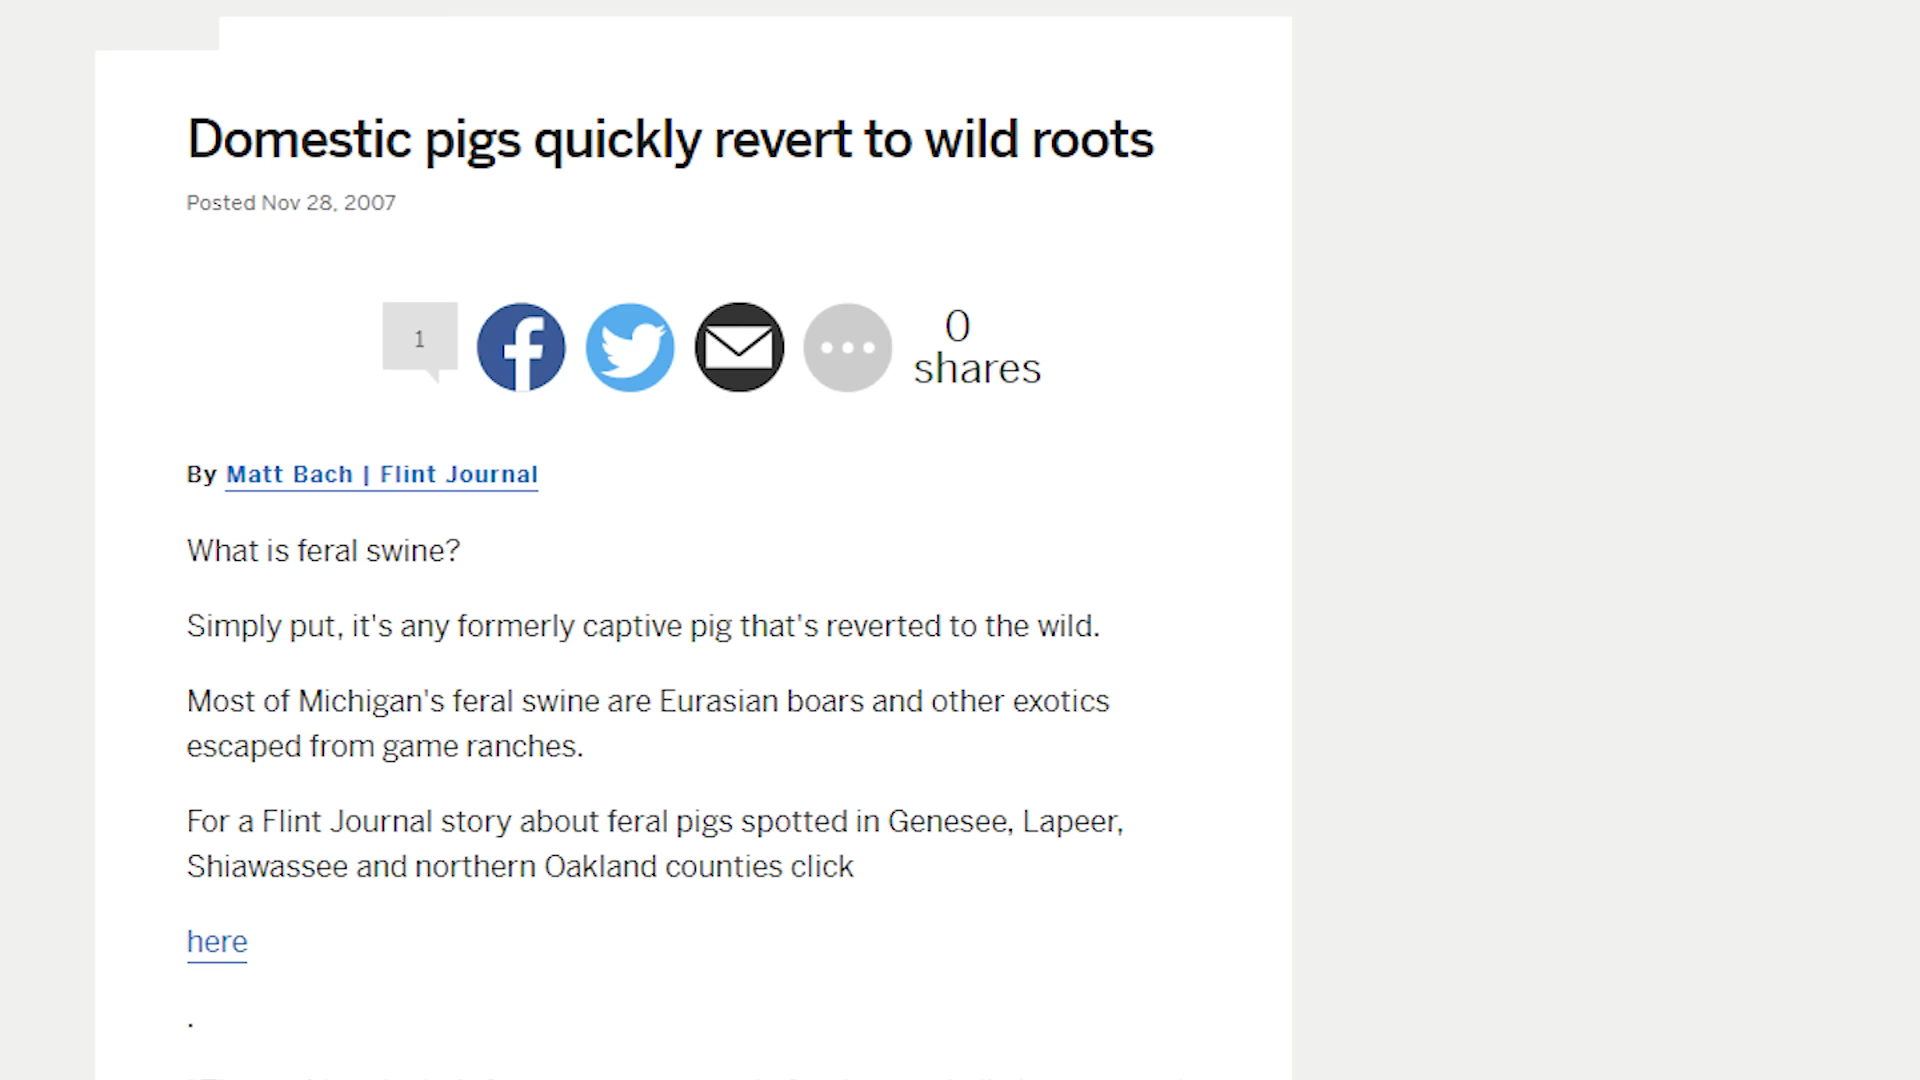 Domestic pigs quickly revert to wild roots
Posted Nov 28, 2007
1
0
shares
By Matt Bach | Flint Journal
What is feral swine?
Simply put, it's any formerly captive pig that's reverted to the wild.
Most of Michigan's feral swine are Eurasian boars and other exotics
escaped from game ranches.
For a Flint Journal story about feral pigs spotted in Genesee, Lapeer,
Shiawassee and northern Oakland counties click
here
.